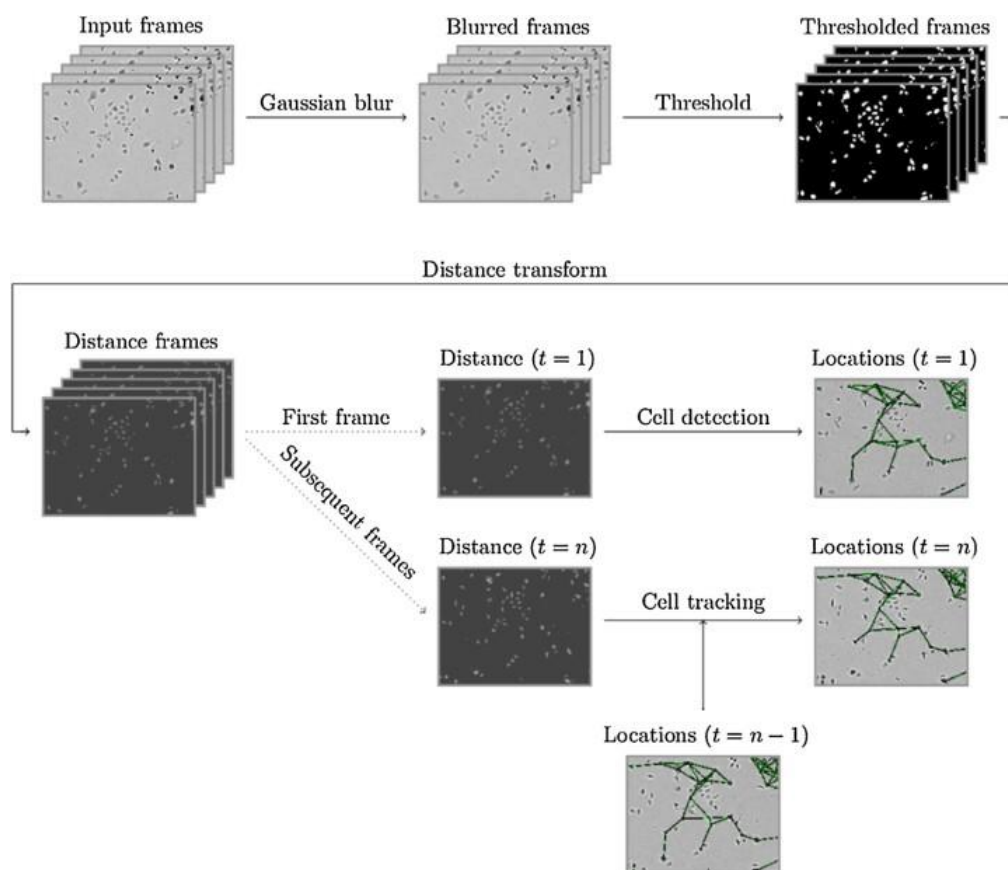 Input frames
Blurred frames
Thresholded frames
Gaussian blur
Threshold
Distance transform
Distance frames
Distance (t = 1)
Locations (t = 1)
First frame
Cell detection
Subsequent frames
Distance (t = n)
Locations (t = n)
Cell tracking
Locations (t = n − 1)